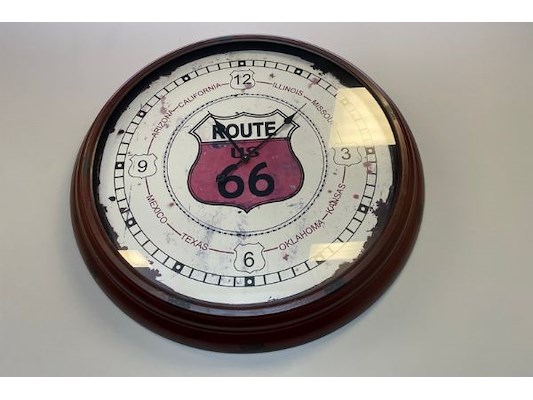 12
ILLINOIS
MISSOURI
3
KANSAS
OKLAHOMA
6
TEXAS
MEXICO
9
ARIZONA
CALIFORNIA
ROUTE
US
66